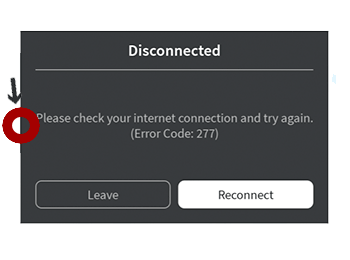 Disconnected
Please check your internet connection and try again.
(Error Code: 277)
Leave
Reconnect